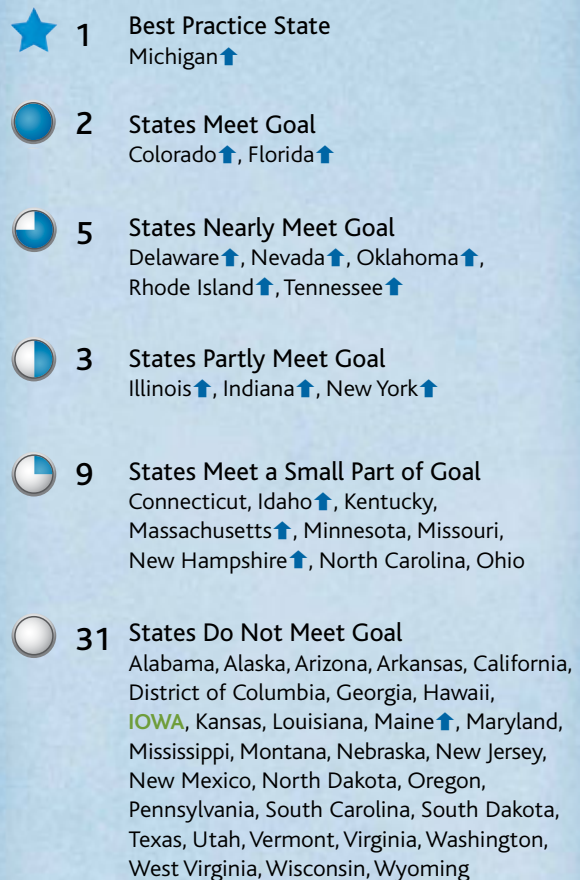 1 Best Practice State
Michigan⬆
2 States Meet Goal
Colorado⬆, Florida⬆
5 States Nearly Meet Goal
Delaware⬆, Nevada⬆, Oklahoma⬆,
Rhode Island⬆, Tennessee⬆
3 States Partly Meet Goal
Illinois⬆, Indiana⬆, New York⬆
9 States Meet a Small Part of Goal
Connecticut, Idaho⬆, Kentucky,
Massachusetts⬆, Minnesota, Missouri,
New Hampshire⬆, North Carolina, Ohio
31 States Do Not Meet Goal
Alabama, Alaska, Arizona, Arkansas, California,
District of Columbia, Georgia, Hawaii,
IOWA, Kansas, Louisiana, Maine⬆, Maryland,
Mississippi, Montana, Nebraska, New Jersey,
New Mexico, North Dakota, Oregon,
Pennsylvania, South Carolina, South Dakota,
Texas, Utah, Vermont, Virginia, Washington,
West Virginia, Wisconsin, Wyoming